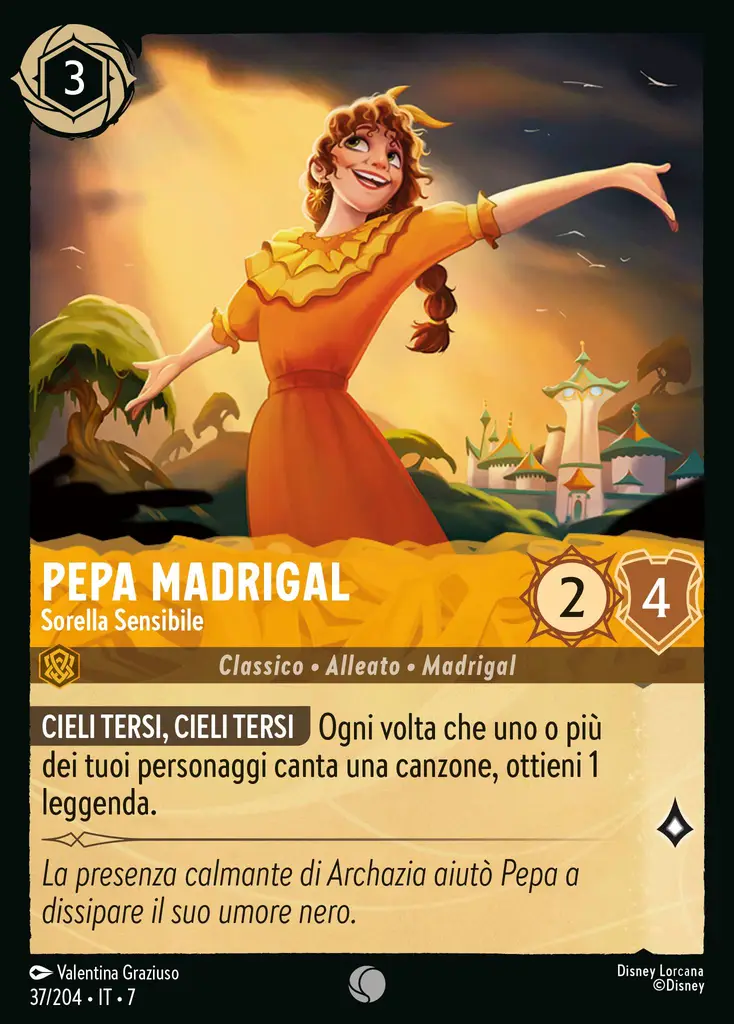 3
PEPA MADRIGAL
Sorella Sensibile
2
4
Classico • Alleato • Madrigal
CIELI TERSI, CIELI TERSI Ogni volta che uno o più
dei tuoi personaggi canta una canzone, ottieni 1
leggenda.
La presenza calmante di Archazia aiutò Pepa a
dissipare il suo umore nero.
Valentina Graziuso
37/204 • IT • 7
Disney Lorcana
©Disney